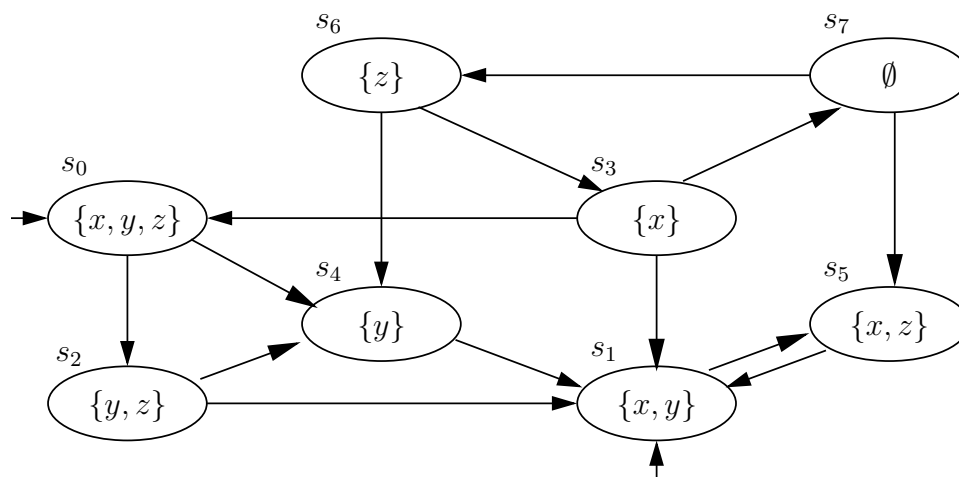 s₆ s₇
{z} ∅
s₀ s₃
{x, y, z} {x}
s₄ s₅
{y} {x, z}
s₂ s₁
{y, z} {x, y}